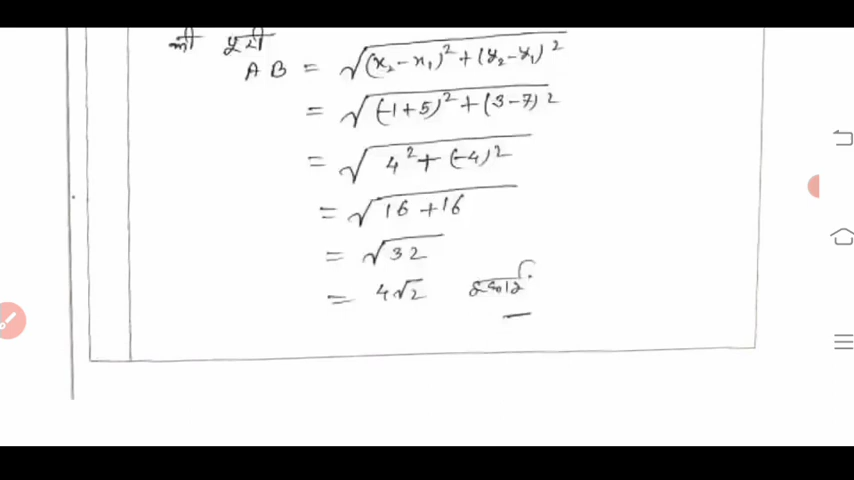 की दूरी
AB = √(x₂-x₁)² + (y₂-y₁)²
= √(-1+5)² + (3-7)²
= √4² + (-4)²
= √16 + 16
= √32
= 4√2 इकाई